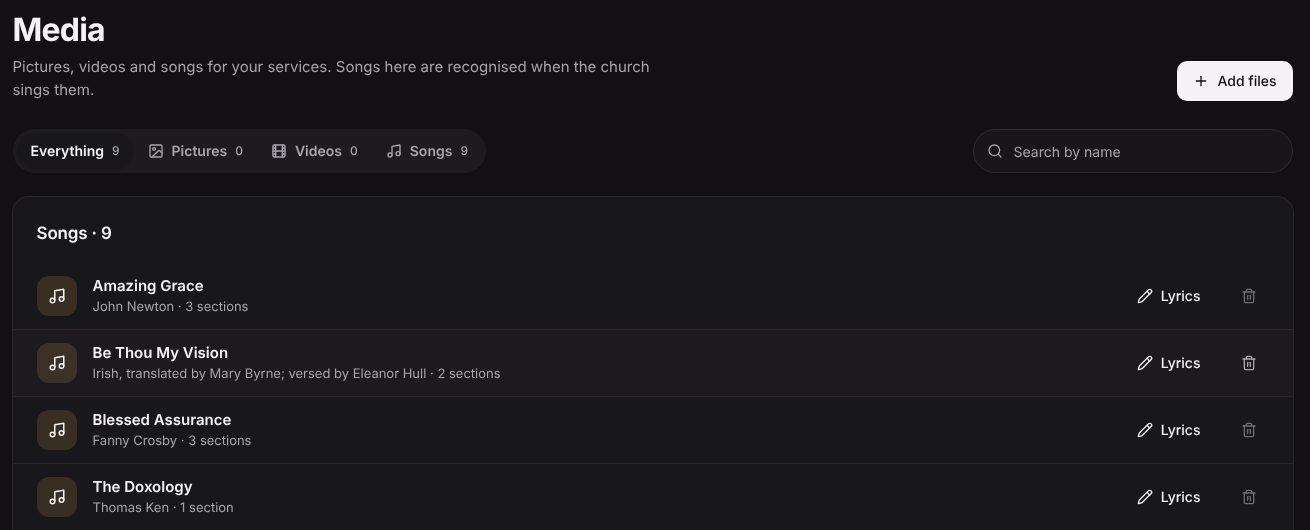 Media
Pictures, videos and songs for your services. Songs here are recognised when the church
sings them.
Add files
Everything 9
Pictures 0
Videos 0
Songs 9
Search by name
Songs · 9
Amazing Grace
John Newton · 3 sections
Lyrics
Be Thou My Vision
Irish, translated by Mary Byrne; versed by Eleanor Hull · 2 sections
Lyrics
Blessed Assurance
Fanny Crosby · 3 sections
Lyrics
The Doxology
Thomas Ken · 1 section
Lyrics